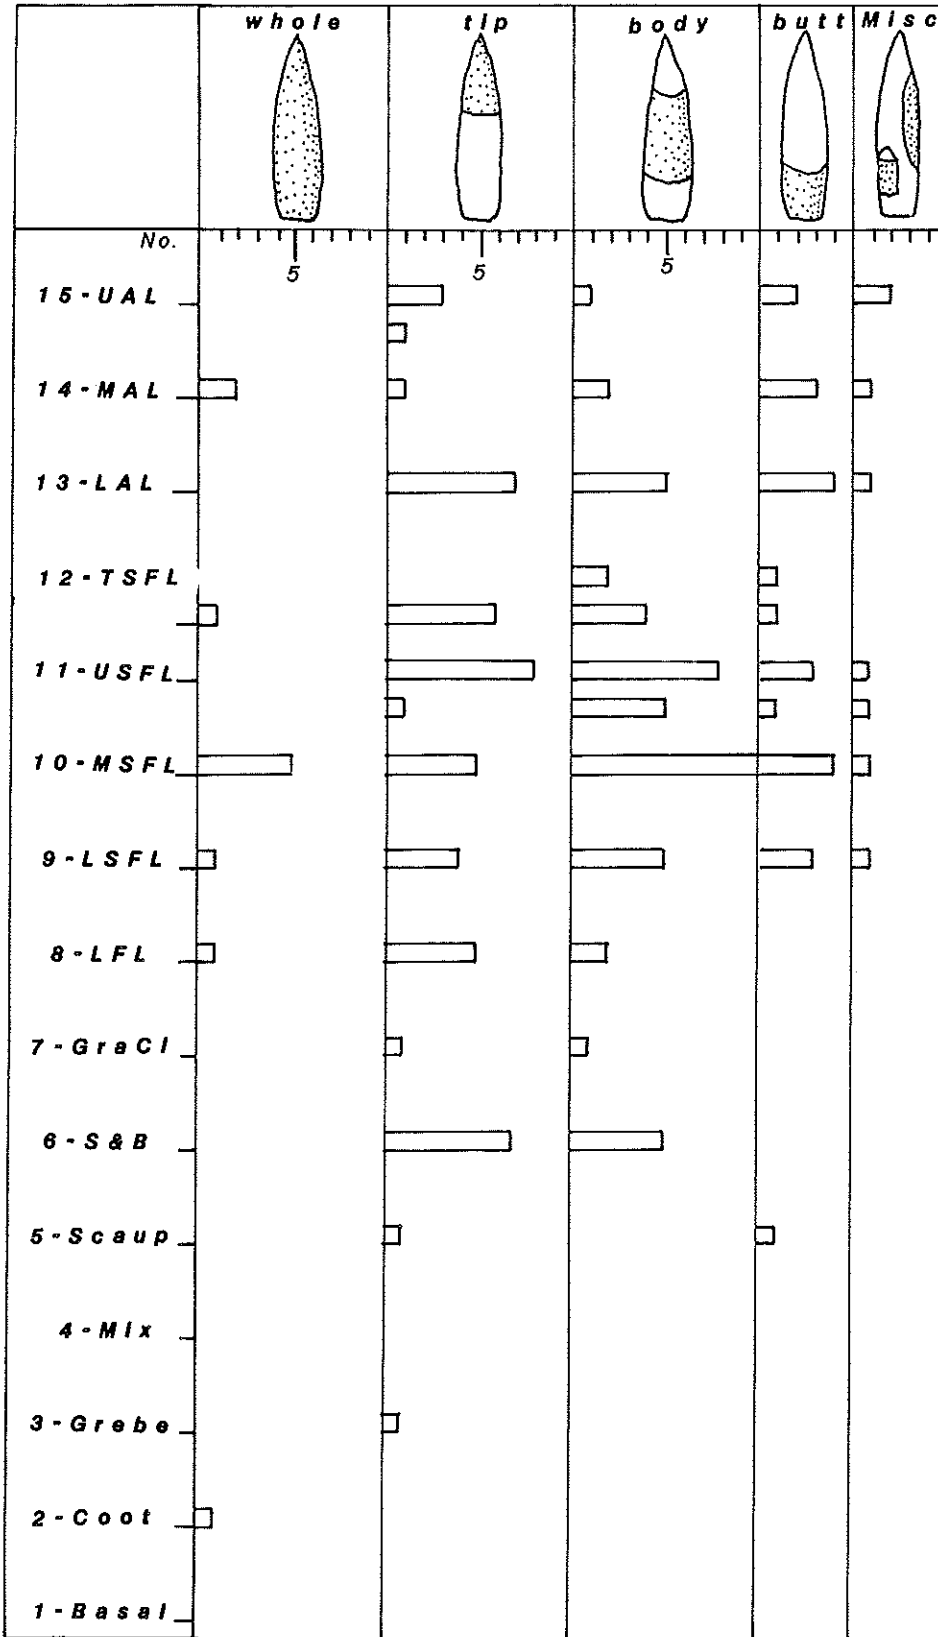 whole tip body butt Misc
No.
5 5 5
15-UAL
14-MAL
13-LAL
12-TSFL
11-USFL
10-MSFL
9-LSFL
8-LFL
7-GraCl
6-S&B
5-Scaup
4-Mix
3-Grebe
2-Coot
1-Basal